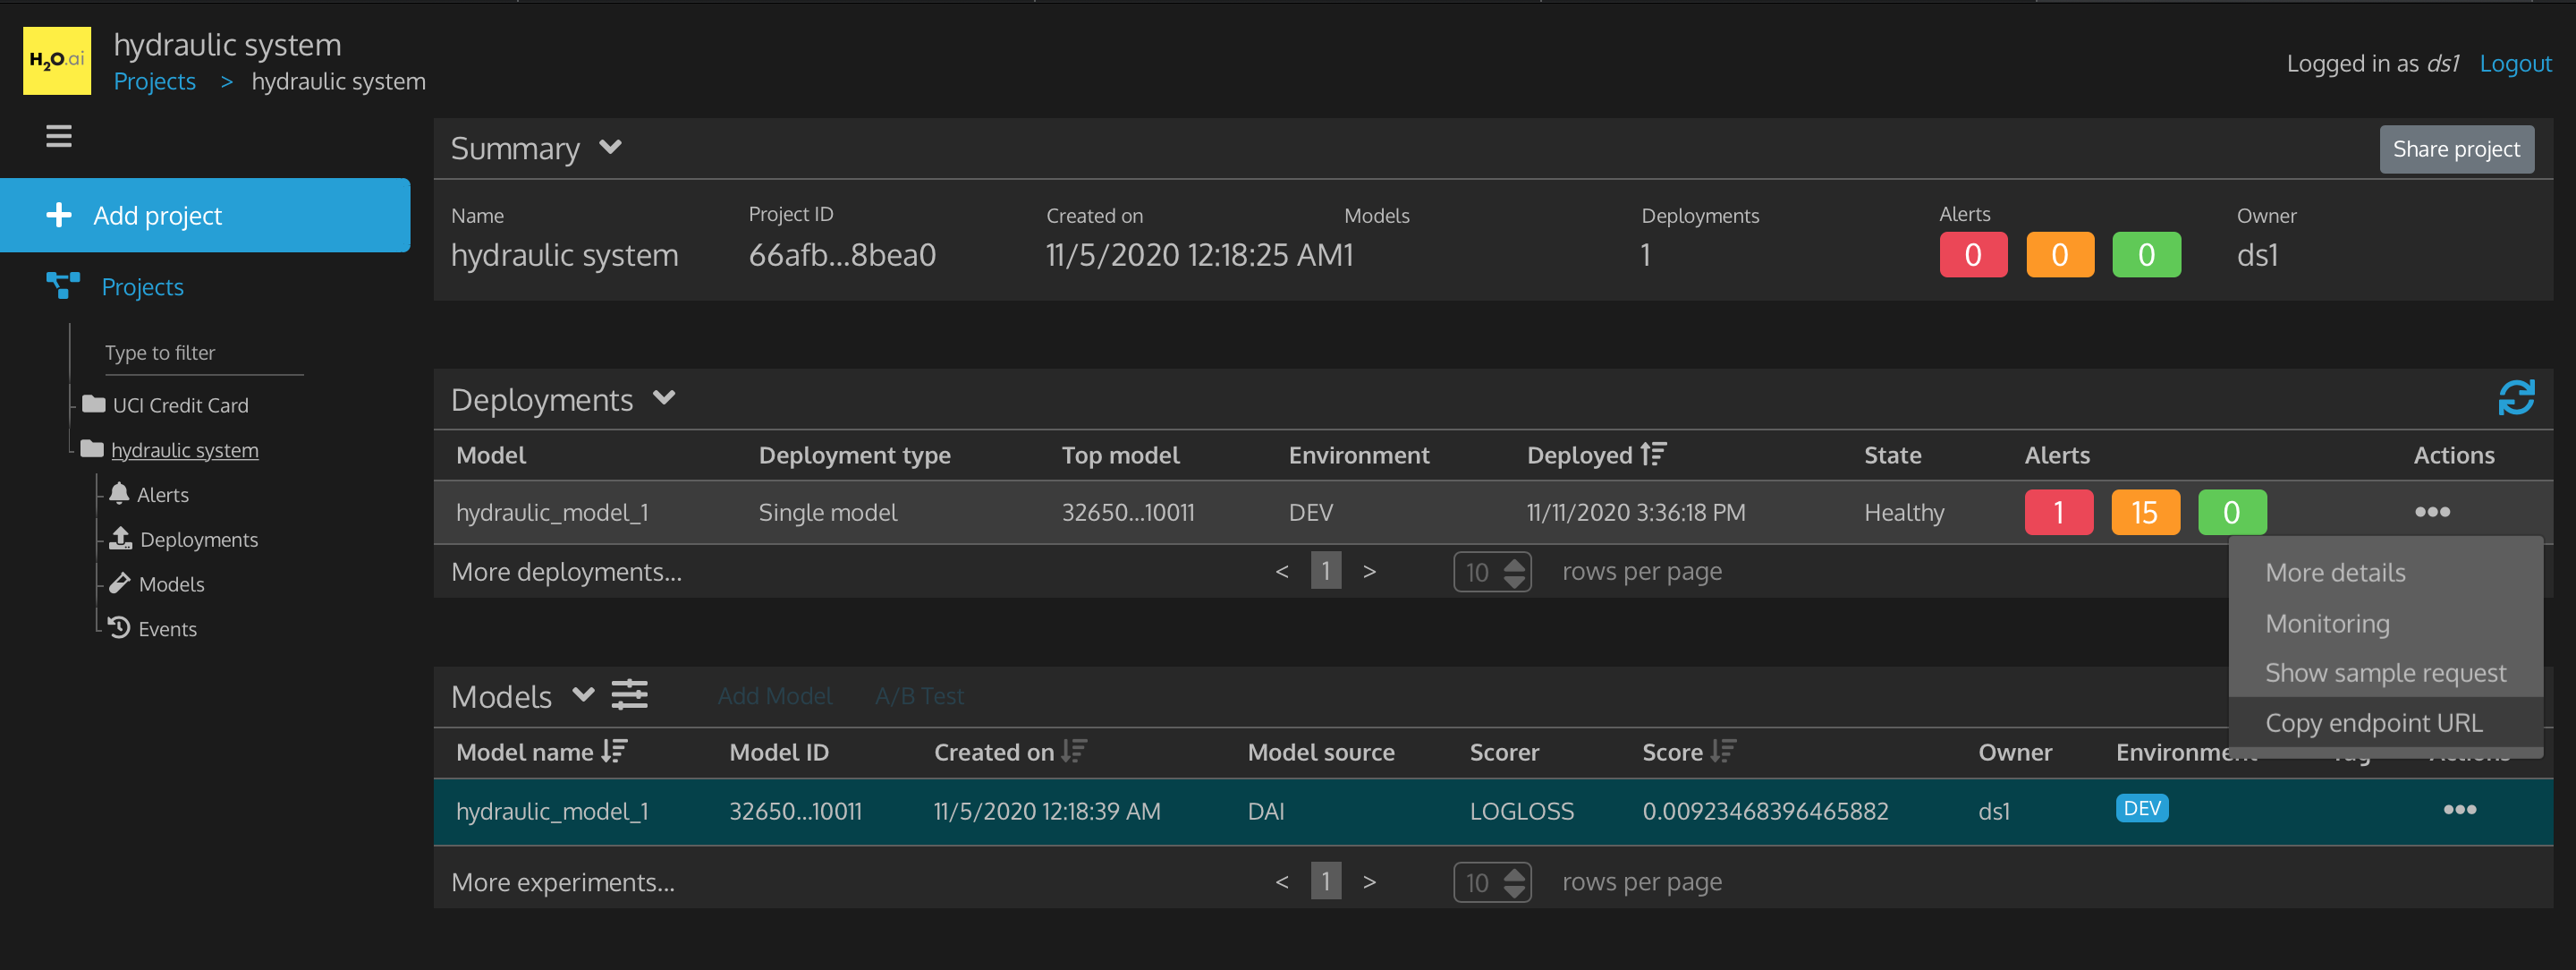 H2O.ai
hydraulic system
Projects > hydraulic system
Logged in as ds1 Logout
Add project
Projects
Type to filter
UCI Credit Card
hydraulic system
Alerts
Deployments
Models
Events
Summary
Share project
Name Project ID Created on Models Deployments Alerts Owner
hydraulic system 66afb...8bea0 11/5/2020 12:18:25 AM 1 1 0 0 0 ds1
Deployments
Model Deployment type Top model Environment Deployed State Alerts Actions
hydraulic_model_1 Single model 32650...10011 DEV 11/11/2020 3:36:18 PM Healthy 1 15 0 •••
More deployments... < 1 > 10 rows per page
More details
Monitoring
Show sample request
Copy endpoint URL
Models Add Model A/B Test
Model name Model ID Created on Model source Scorer Score Owner Environment
hydraulic_model_1 32650...10011 11/5/2020 12:18:39 AM DAI LOGLOSS 0.00923468396465882 ds1 DEV •••
More experiments... < 1 > 10 rows per page